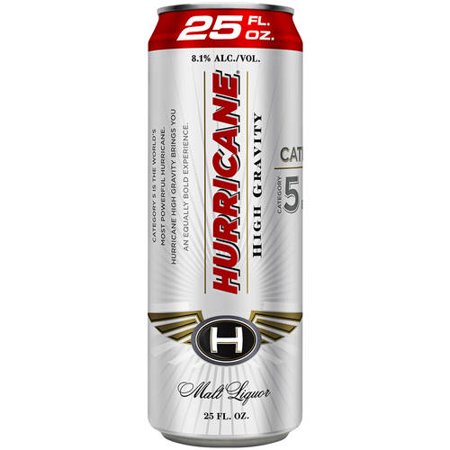 25 FL. OZ.
8.1% ALC./VOL.
HURRICANE®
HIGH GRAVITY
CATEGORY 5 IS THE WORLD'S
MOST POWERFUL HURRICANE.
HURRICANE HIGH GRAVITY BRINGS YOU
AN EQUALLY BOLD EXPERIENCE.
CAT
CATEGORY
5
H
Malt Liquor
25 FL. OZ.